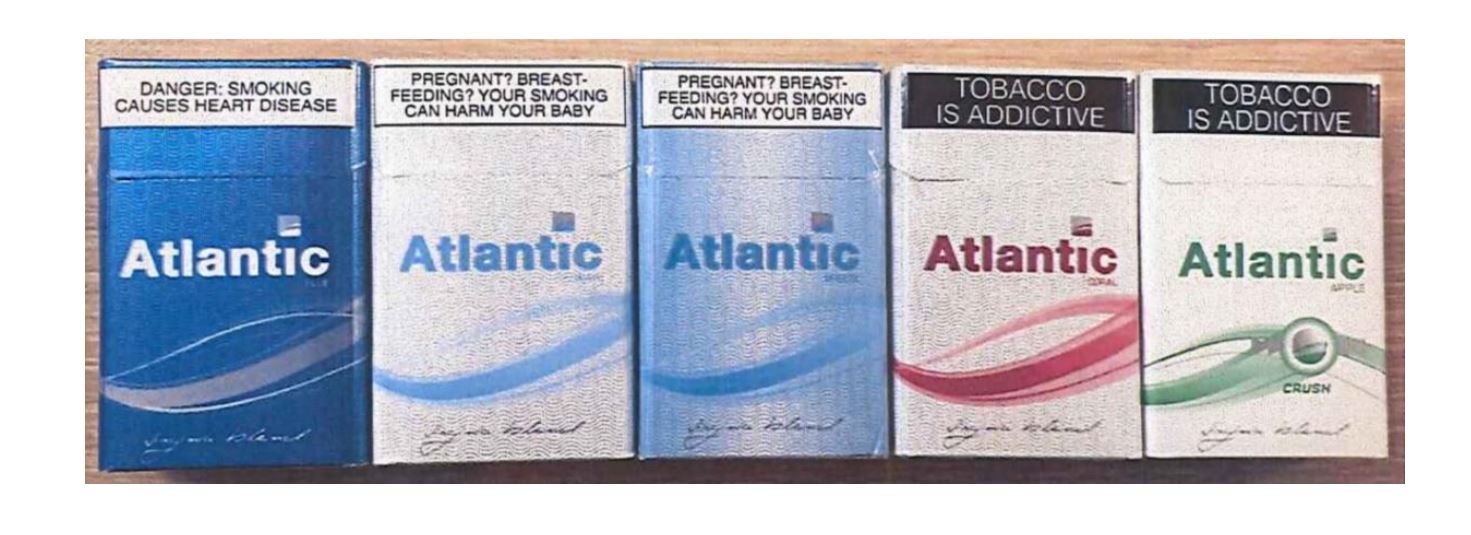 DANGER: SMOKING
CAUSES HEART DISEASE
Atlantic
PREGNANT? BREAST-
FEEDING? YOUR SMOKING
CAN HARM YOUR BABY
Atlantic
PREGNANT? BREAST-
FEEDING? YOUR SMOKING
CAN HARM YOUR BABY
Atlantic
TOBACCO
IS ADDICTIVE
Atlantic
TOBACCO
IS ADDICTIVE
Atlantic
APPLE
CRUSH